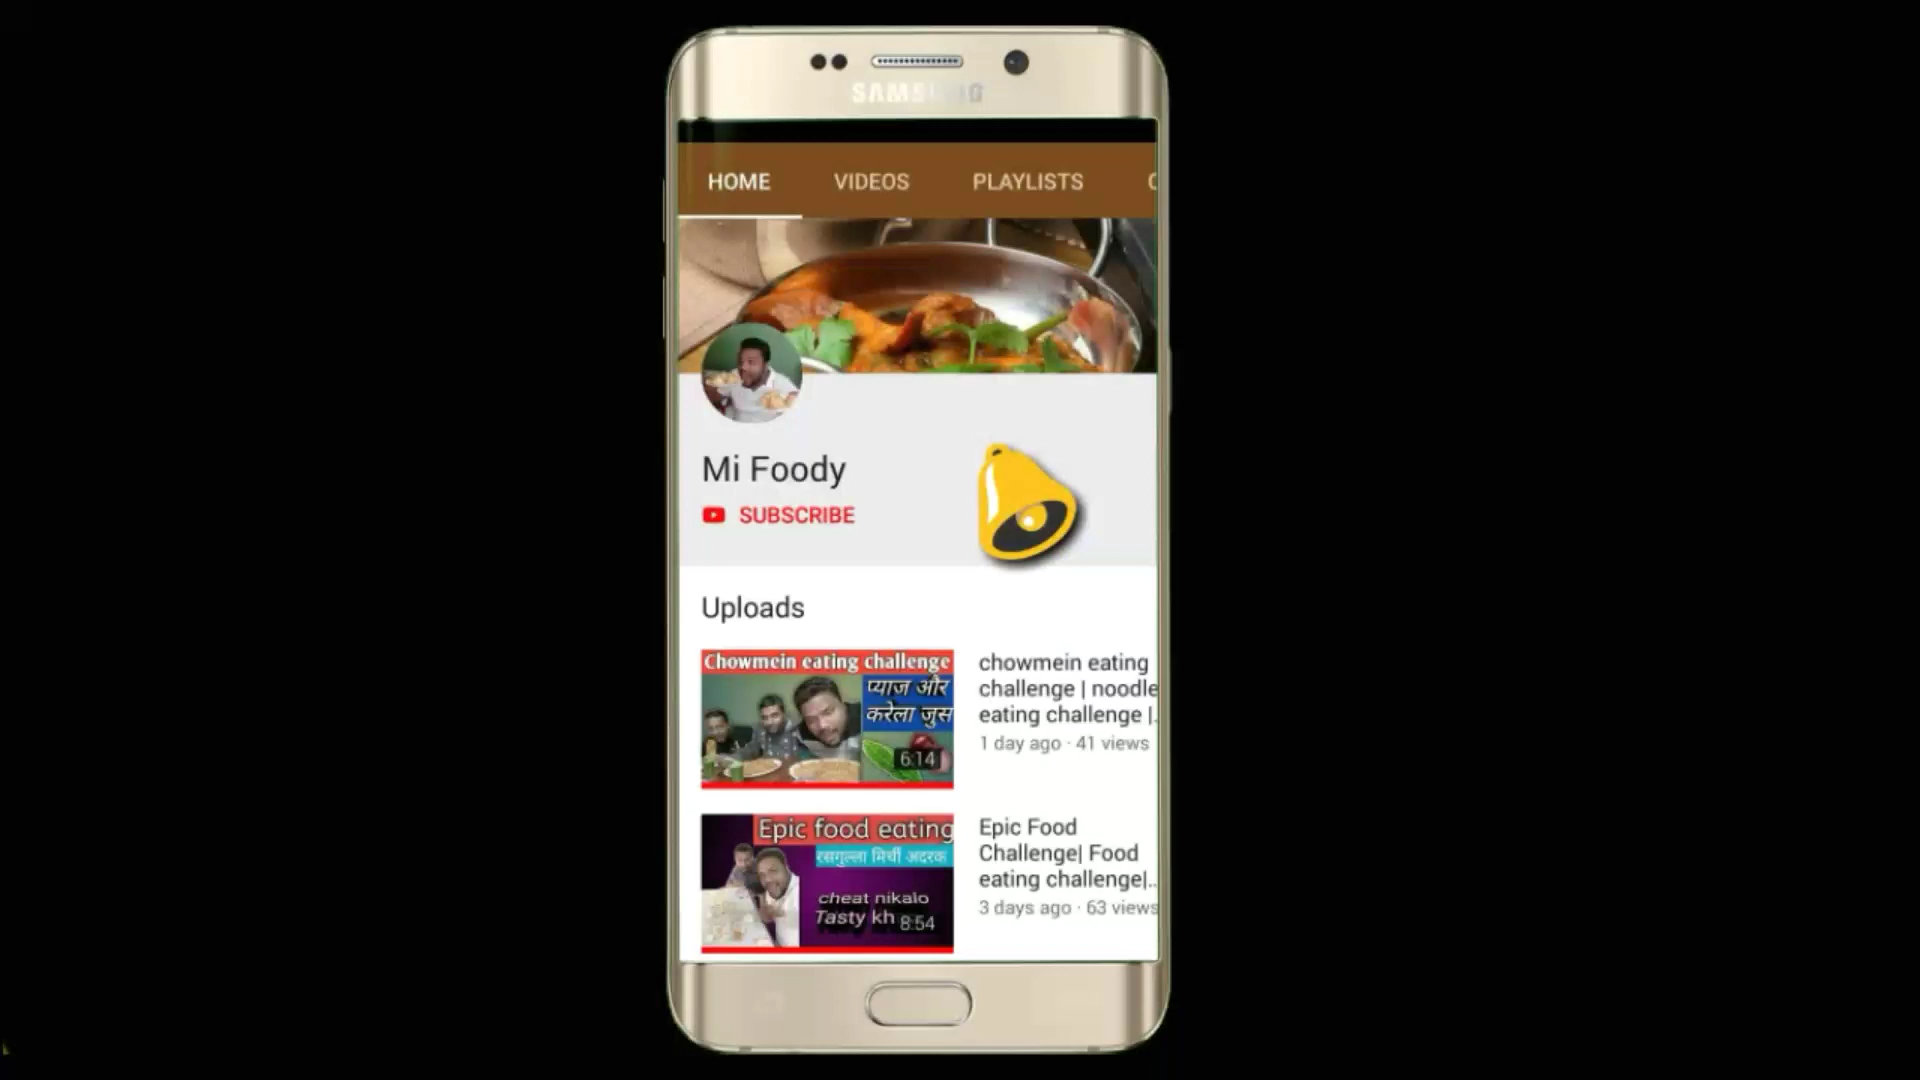 SAMSUNG
HOME VIDEOS PLAYLISTS C
Mi Foody
SUBSCRIBE
Uploads
Chowmein eating challenge
प्याज और
करेला जुस
6:14
chowmein eating
challenge | noodle
eating challenge |.
1 day ago · 41 views
Epic food eating
रसगुल्ला मिर्ची अदरक
cheat nikalo
Tasty kh
8:54
Epic Food
Challenge| Food
eating challenge|..
3 days ago · 63 views